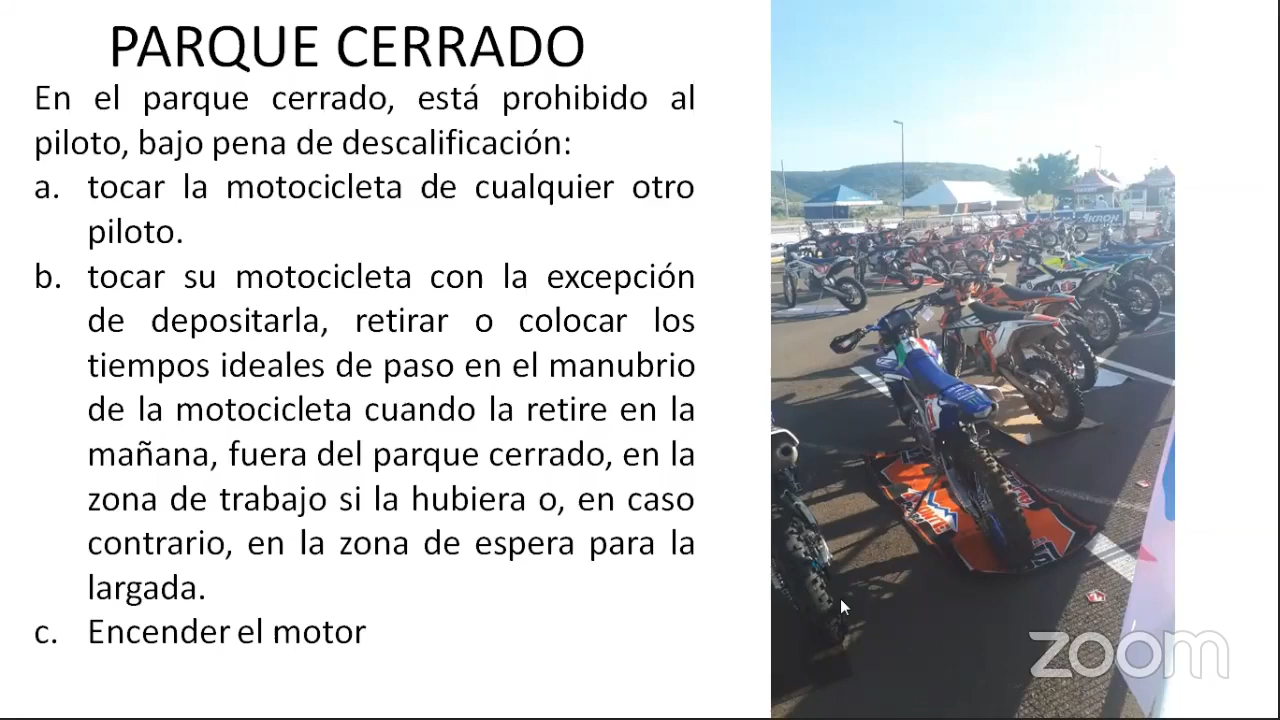 PARQUE CERRADO
En el parque cerrado, está prohibido al
piloto, bajo pena de descalificación:
a. tocar la motocicleta de cualquier otro
piloto.
b. tocar su motocicleta con la excepción
de depositarla, retirar o colocar los
tiempos ideales de paso en el manubrio
de la motocicleta cuando la retire en la
mañana, fuera del parque cerrado, en la
zona de trabajo si la hubiera o, en caso
contrario, en la zona de espera para la
largada.
c. Encender el motor
AKRON
zoom